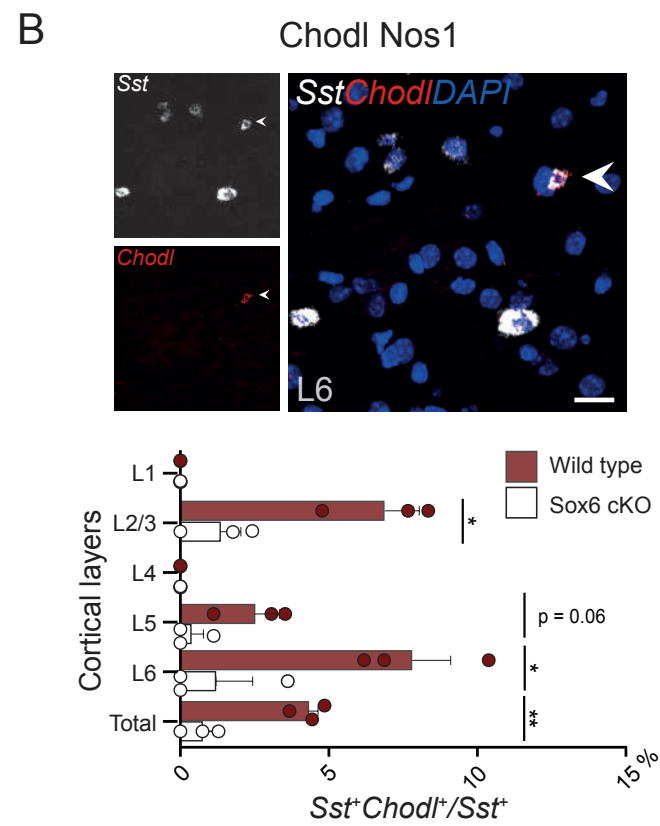 B
Chodl Nos1
Sst
SstChodlDAPI
Chodl
L6
Wild type
Sox6 cKO
Cortical layers
L1
L2/3
*
L4
L5
p = 0.06
L6
*
Total
**
0
5
10
15 %
Sst⁺Chodl⁺/Sst⁺